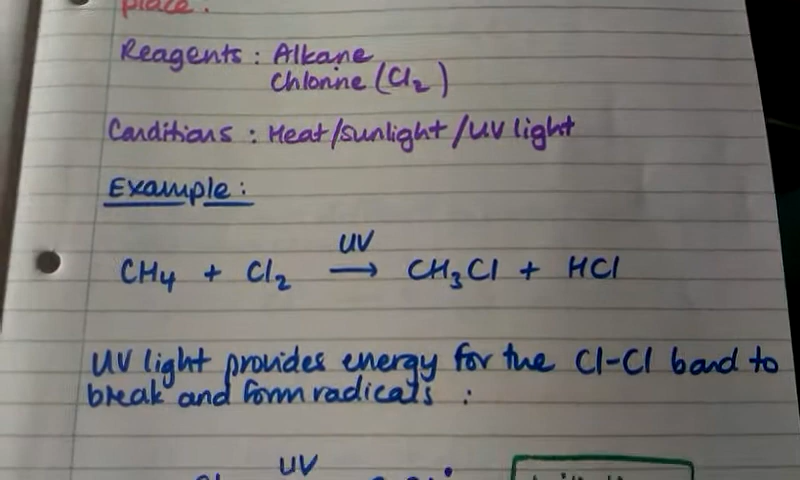 place.
Reagents : Alkane
Chlorine (Cl₂)
Conditions : Heat/sunlight/UV light
Example :
UV
CH₄ + Cl₂ → CH₃Cl + HCl
UV light provides energy for the Cl-Cl bond to
break and form radicals :
UV